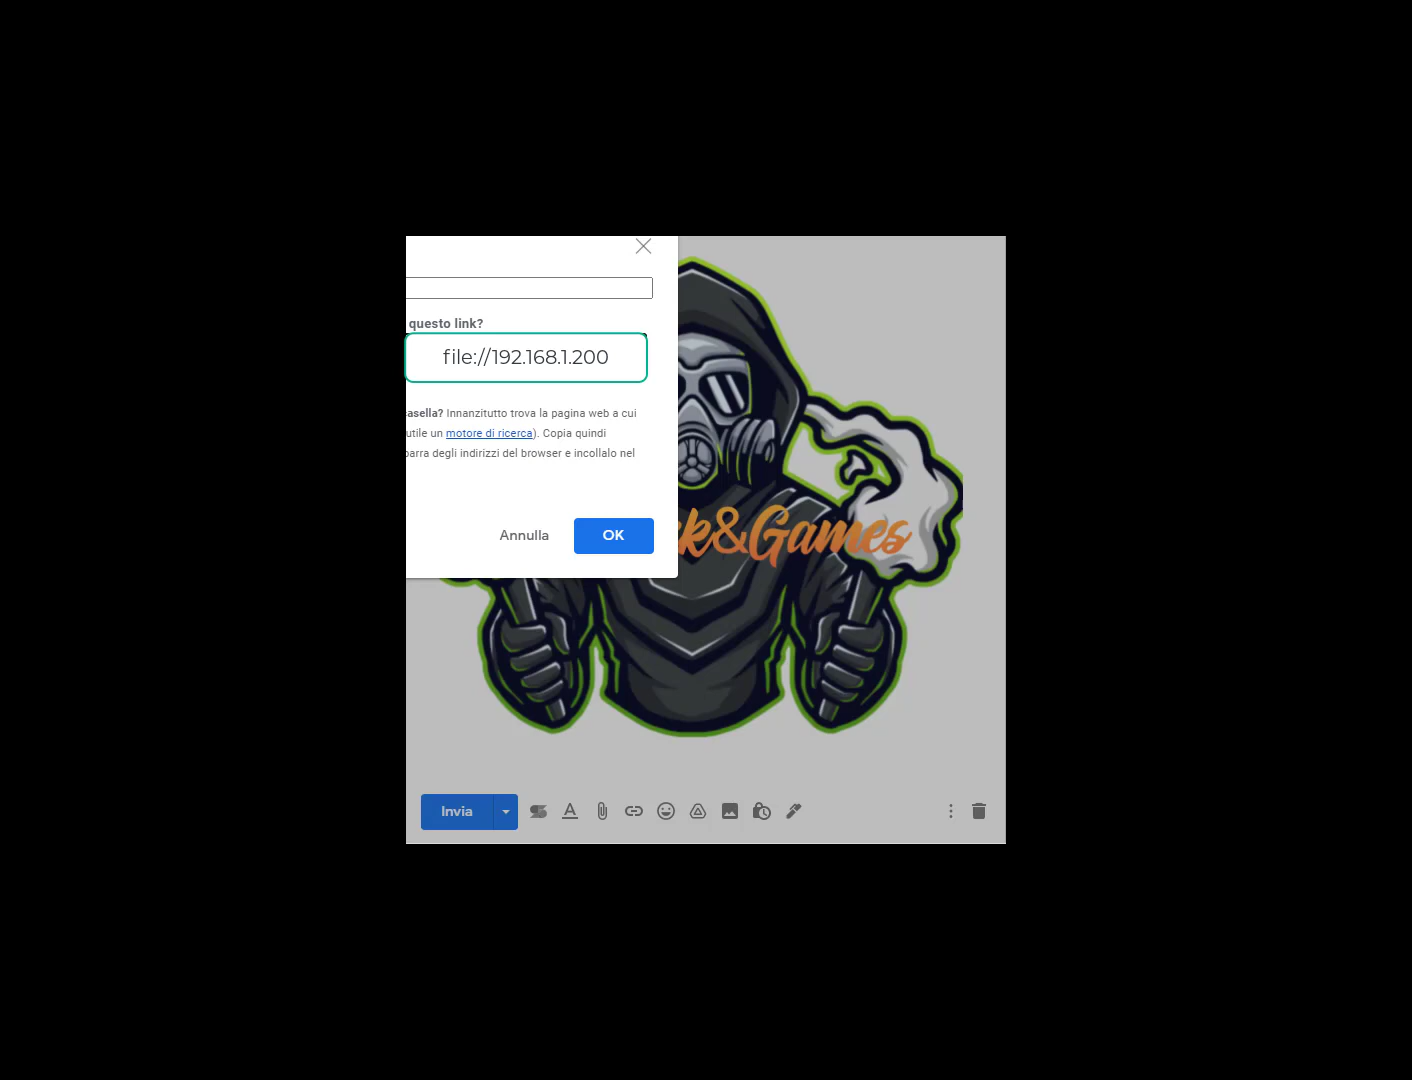 questo link?
file://192.168.1.200
casella? Innanzitutto trova la pagina web a cui
utile un motore di ricerca). Copia quindi
barra degli indirizzi del browser e incollalo nel
Annulla
OK
&Games
Invia